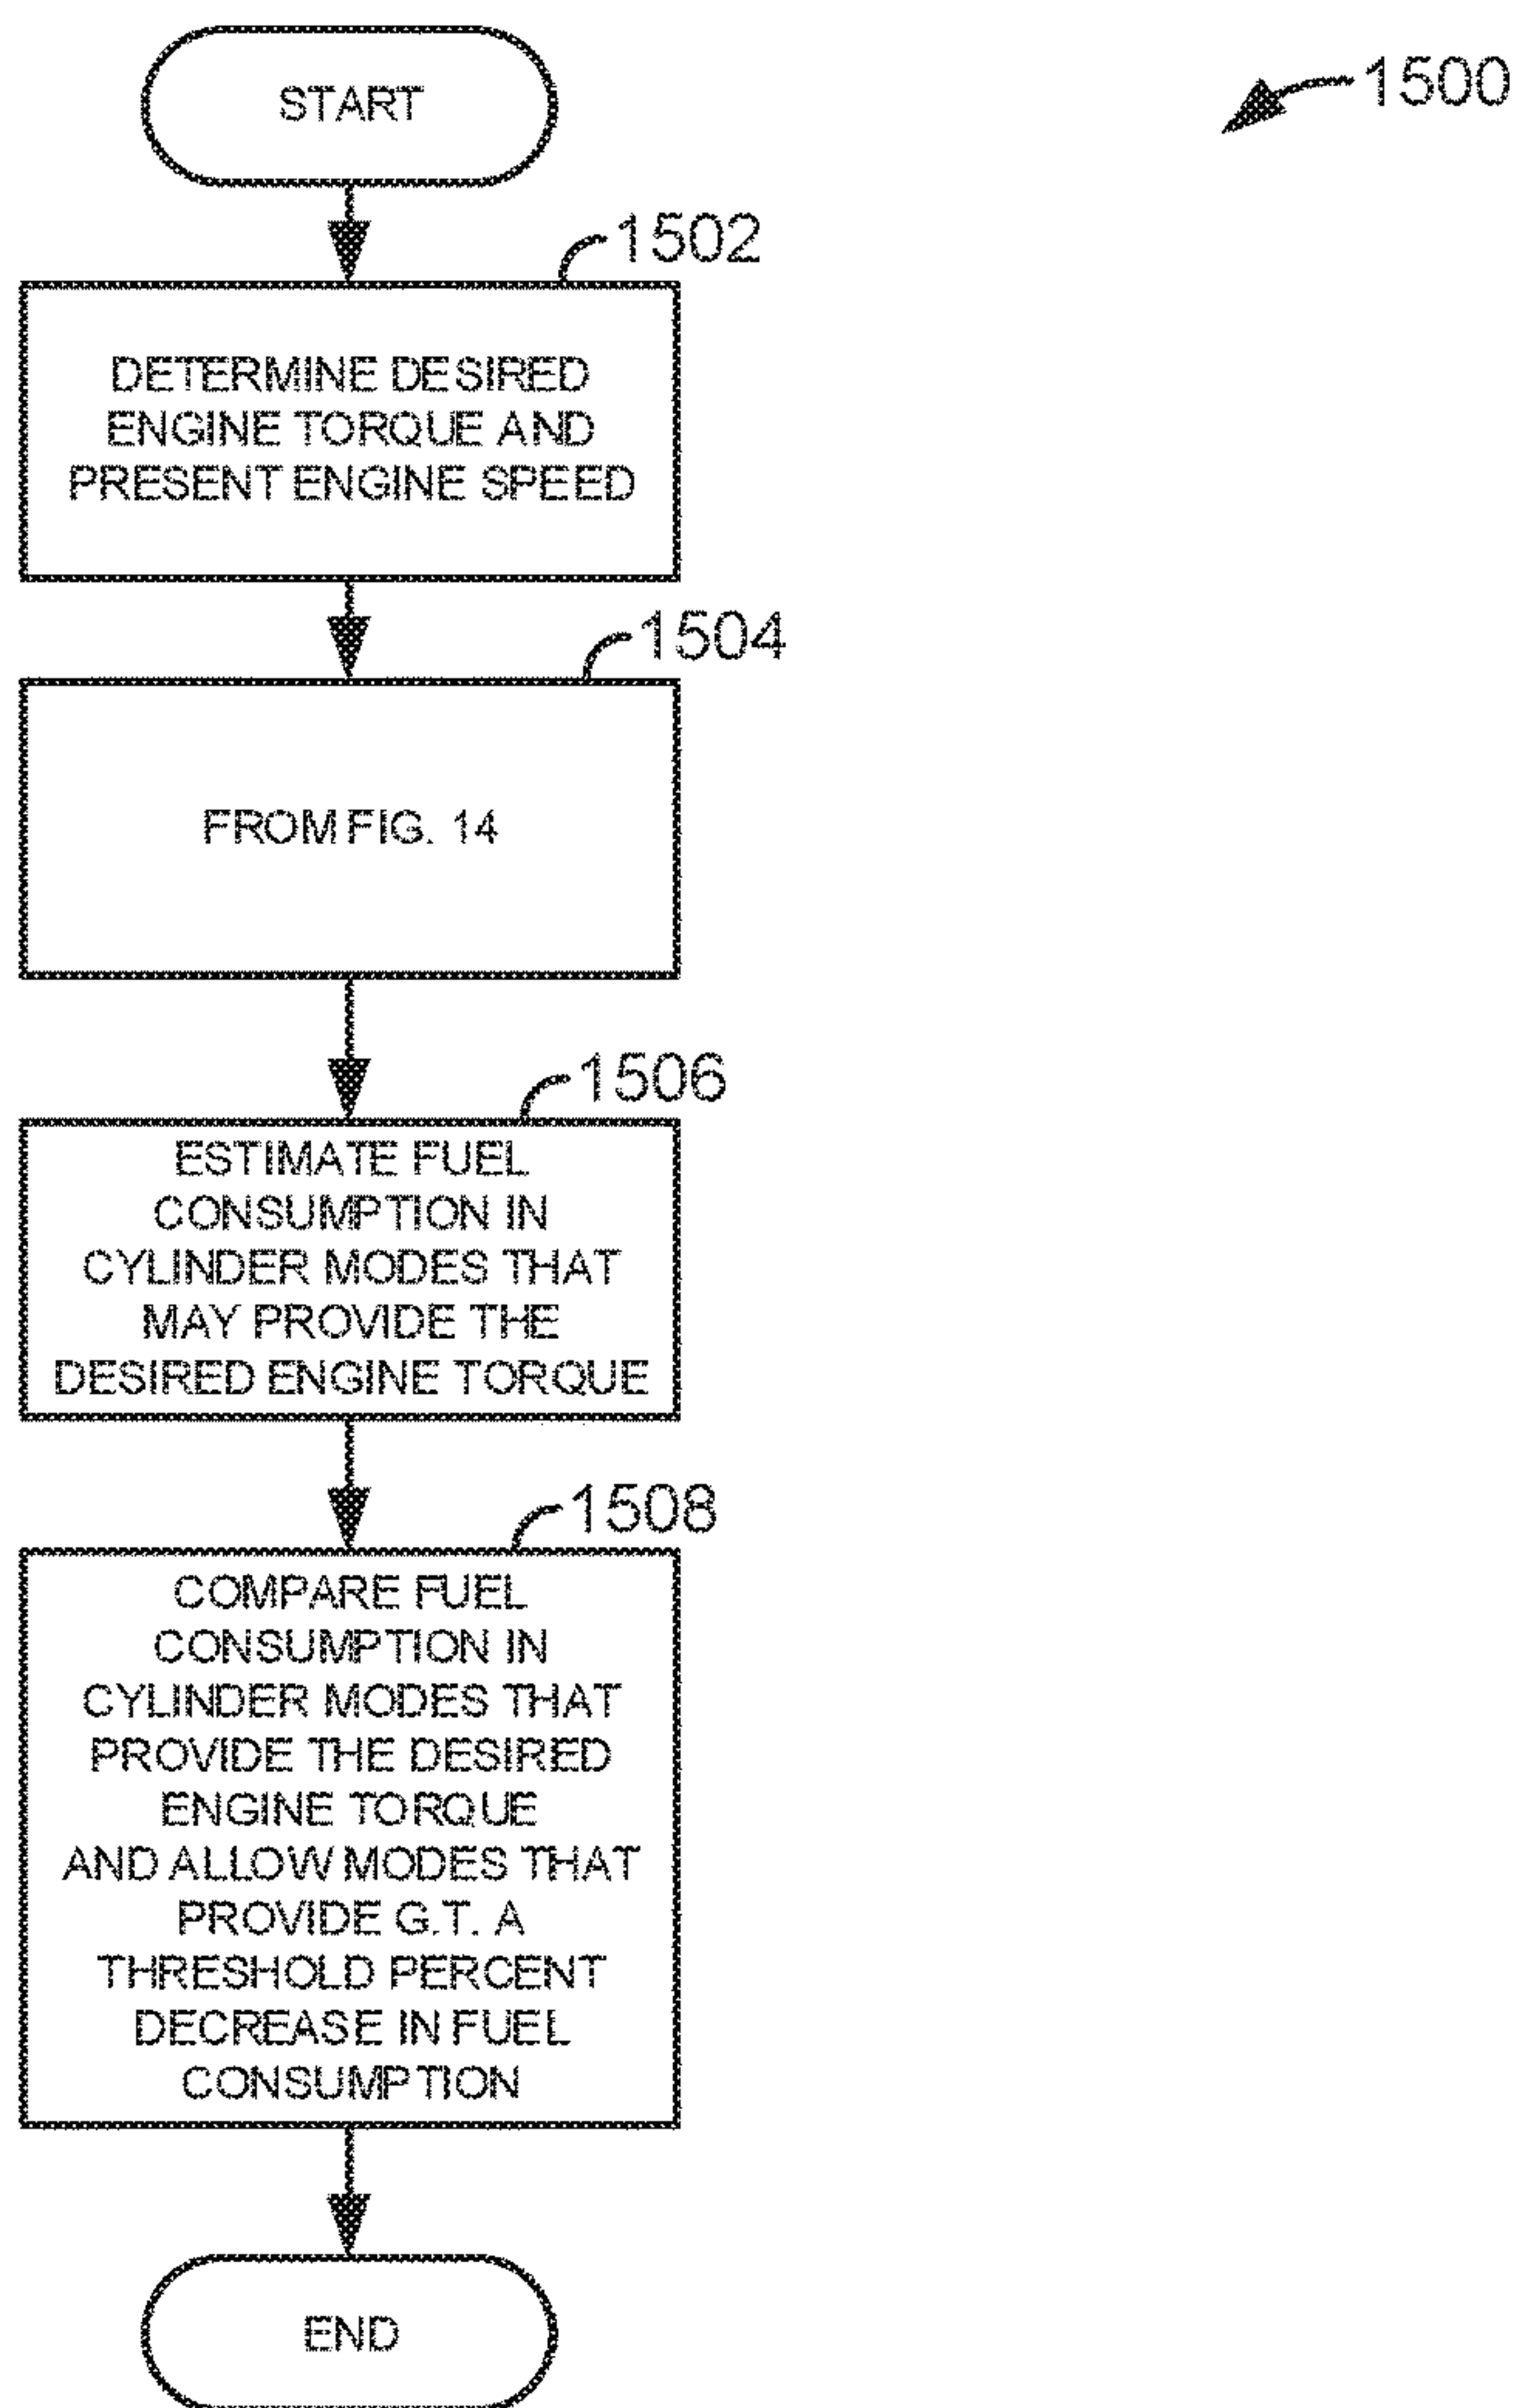 START
1500
1502
DETERMINE DESIRED
ENGINE TORQUE AND
PRESENT ENGINE SPEED
1504
FROM FIG. 14
1506
ESTIMATE FUEL
CONSUMPTION IN
CYLINDER MODES THAT
MAY PROVIDE THE
DESIRED ENGINE TORQUE
1508
COMPARE FUEL
CONSUMPTION IN
CYLINDER MODES THAT
PROVIDE THE DESIRED
ENGINE TORQUE
AND ALLOW MODES THAT
PROVIDE G.T. A
THRESHOLD PERCENT
DECREASE IN FUEL
CONSUMPTION
END